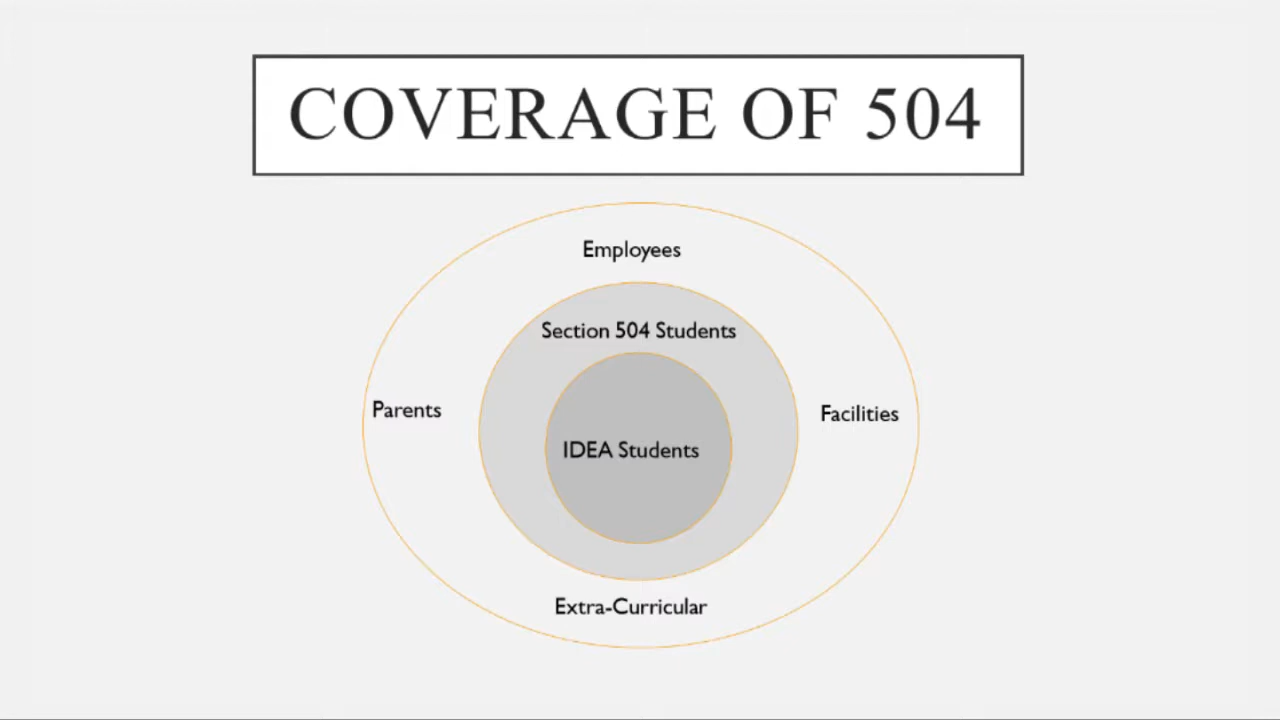 COVERAGE OF 504
Employees
Section 504 Students
Parents
Facilities
IDEA Students
Extra-Curricular